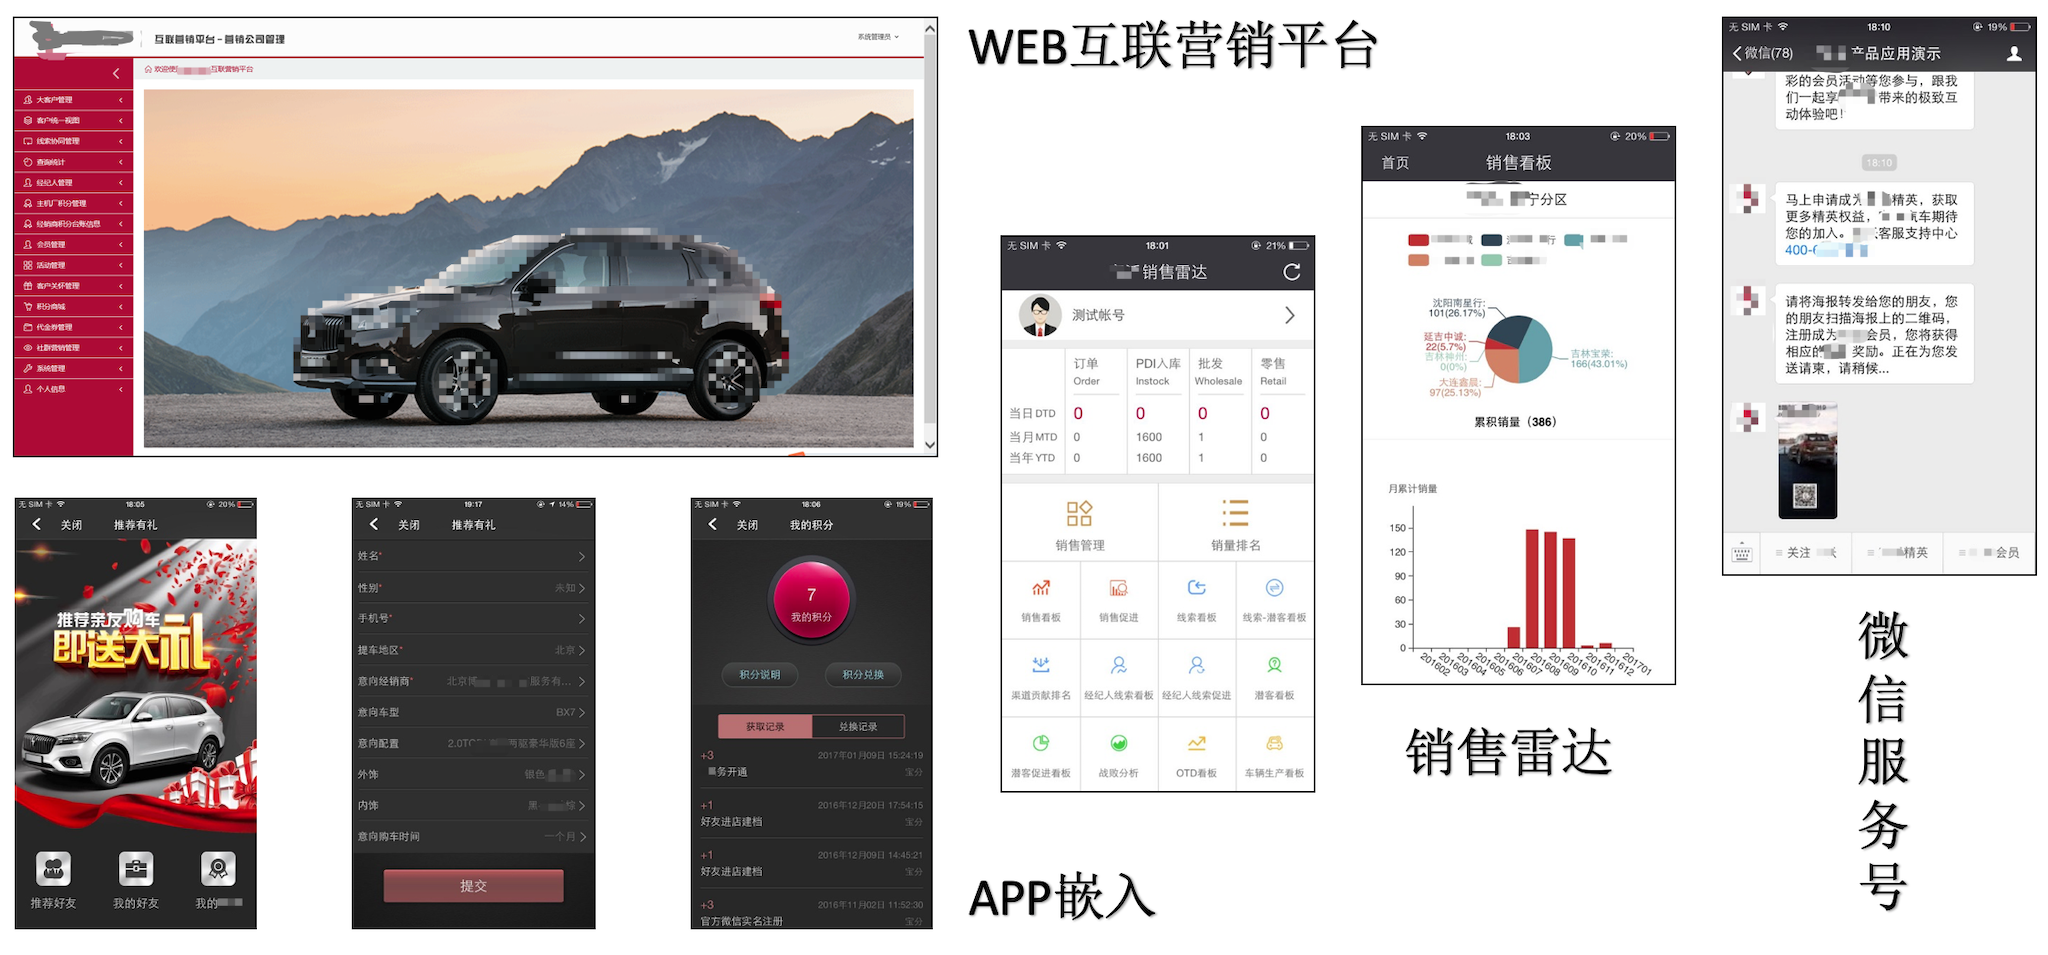 互联营销平台-营销公司管理
系统管理员
欢迎使
互联营销平台
大客户管理
客户统一视图
线索协同管理
查询统计
经纪人管理
主机厂积分管理
经销商积分台账信息
会员管理
活动管理
客户关怀管理
积分商城
代金券管理
社群营销管理
系统管理
个人信息
WEB互联营销平台
无 SIM 卡 18:05 20%
关闭 推荐有礼
推荐亲友购车
即送大礼
推荐好友 我的好友 我的
无 SIM 卡 19:17 14%
关闭 推荐有礼
姓名*
性别* 未知
手机号*
提车地区* 北京
意向经销商* 北京博 服务有...
意向车型 BX7
意向配置 2.0T 两驱豪华版6座
外饰 银色
内饰 黑
意向购车时间 一个月
提交
无 SIM 卡 18:06 19%
关闭 我的积分
7
我的积分
积分说明 积分兑换
获取记录 兑换记录
+3 2017年01月09日 15:24:19
务开通 宝分
+1 2016年12月20日 17:54:15
好友进店建档 宝分
+1 2016年12月09日 14:45:21
好友进店建档 宝分
+3 2016年11月02日 11:52:30
官方微信实名注册 宝分
APP嵌入
无 SIM 卡 18:01 21%
销售雷达
测试帐号
订单 PDI入库 批发 零售
Order Instock Wholesale Retail
当日DTD 0 0 0 0
当月MTD 0 1600 1 0
当年YTD 0 1600 1 0
销售管理 销量排名
销售看板 销售促进 线索看板 线索-潜客看板
渠道贡献排名 经纪人线索看板 经纪人线索促进 潜客看板
潜客促进看板 战败分析 OTD看板 车辆生产看板
无 SIM 卡 18:03 20%
首页 销售看板
宁分区
行
沈阳南星行:
101(26.17%)
延吉中诚:
22(5.7%)
吉林神州:
0(0%)
吉林宝荣:
166(43.01%)
大连鑫晨:
97(25.13%)
累积销量（386）
月累计销量
150
120
90
60
30
0
201602 201603 201604 201605 201606 201607 201608 201609 201610 201611 201612 201701
销售雷达
无 SIM 卡 18:10 19%
微信(78) 产品应用演示
彩的会员活动等您参与，跟我
们一起享 带来的极致互
动体验吧！
18:10
马上申请成为 精英，获取
更多精英权益， 汽车期待
您的加入。 客服支持中心
400-
请将海报转发给您的朋友，您
的朋友扫描海报上的二维码，
注册成为 会员，您将获得
相应的 奖励。正在为您发
送请柬，请稍候...
关注 精英 会员
微信服务号